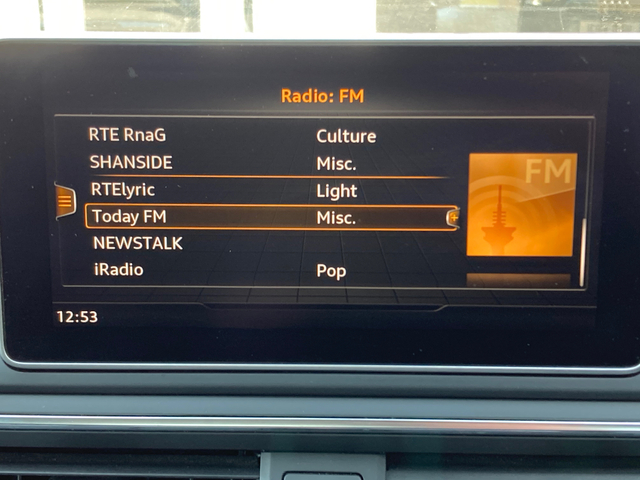 Radio: FM
RTE RnaG Culture
SHANSIDE Misc.
RTElyric Light
Today FM Misc.
NEWSTALK
iRadio Pop
FM
12:53